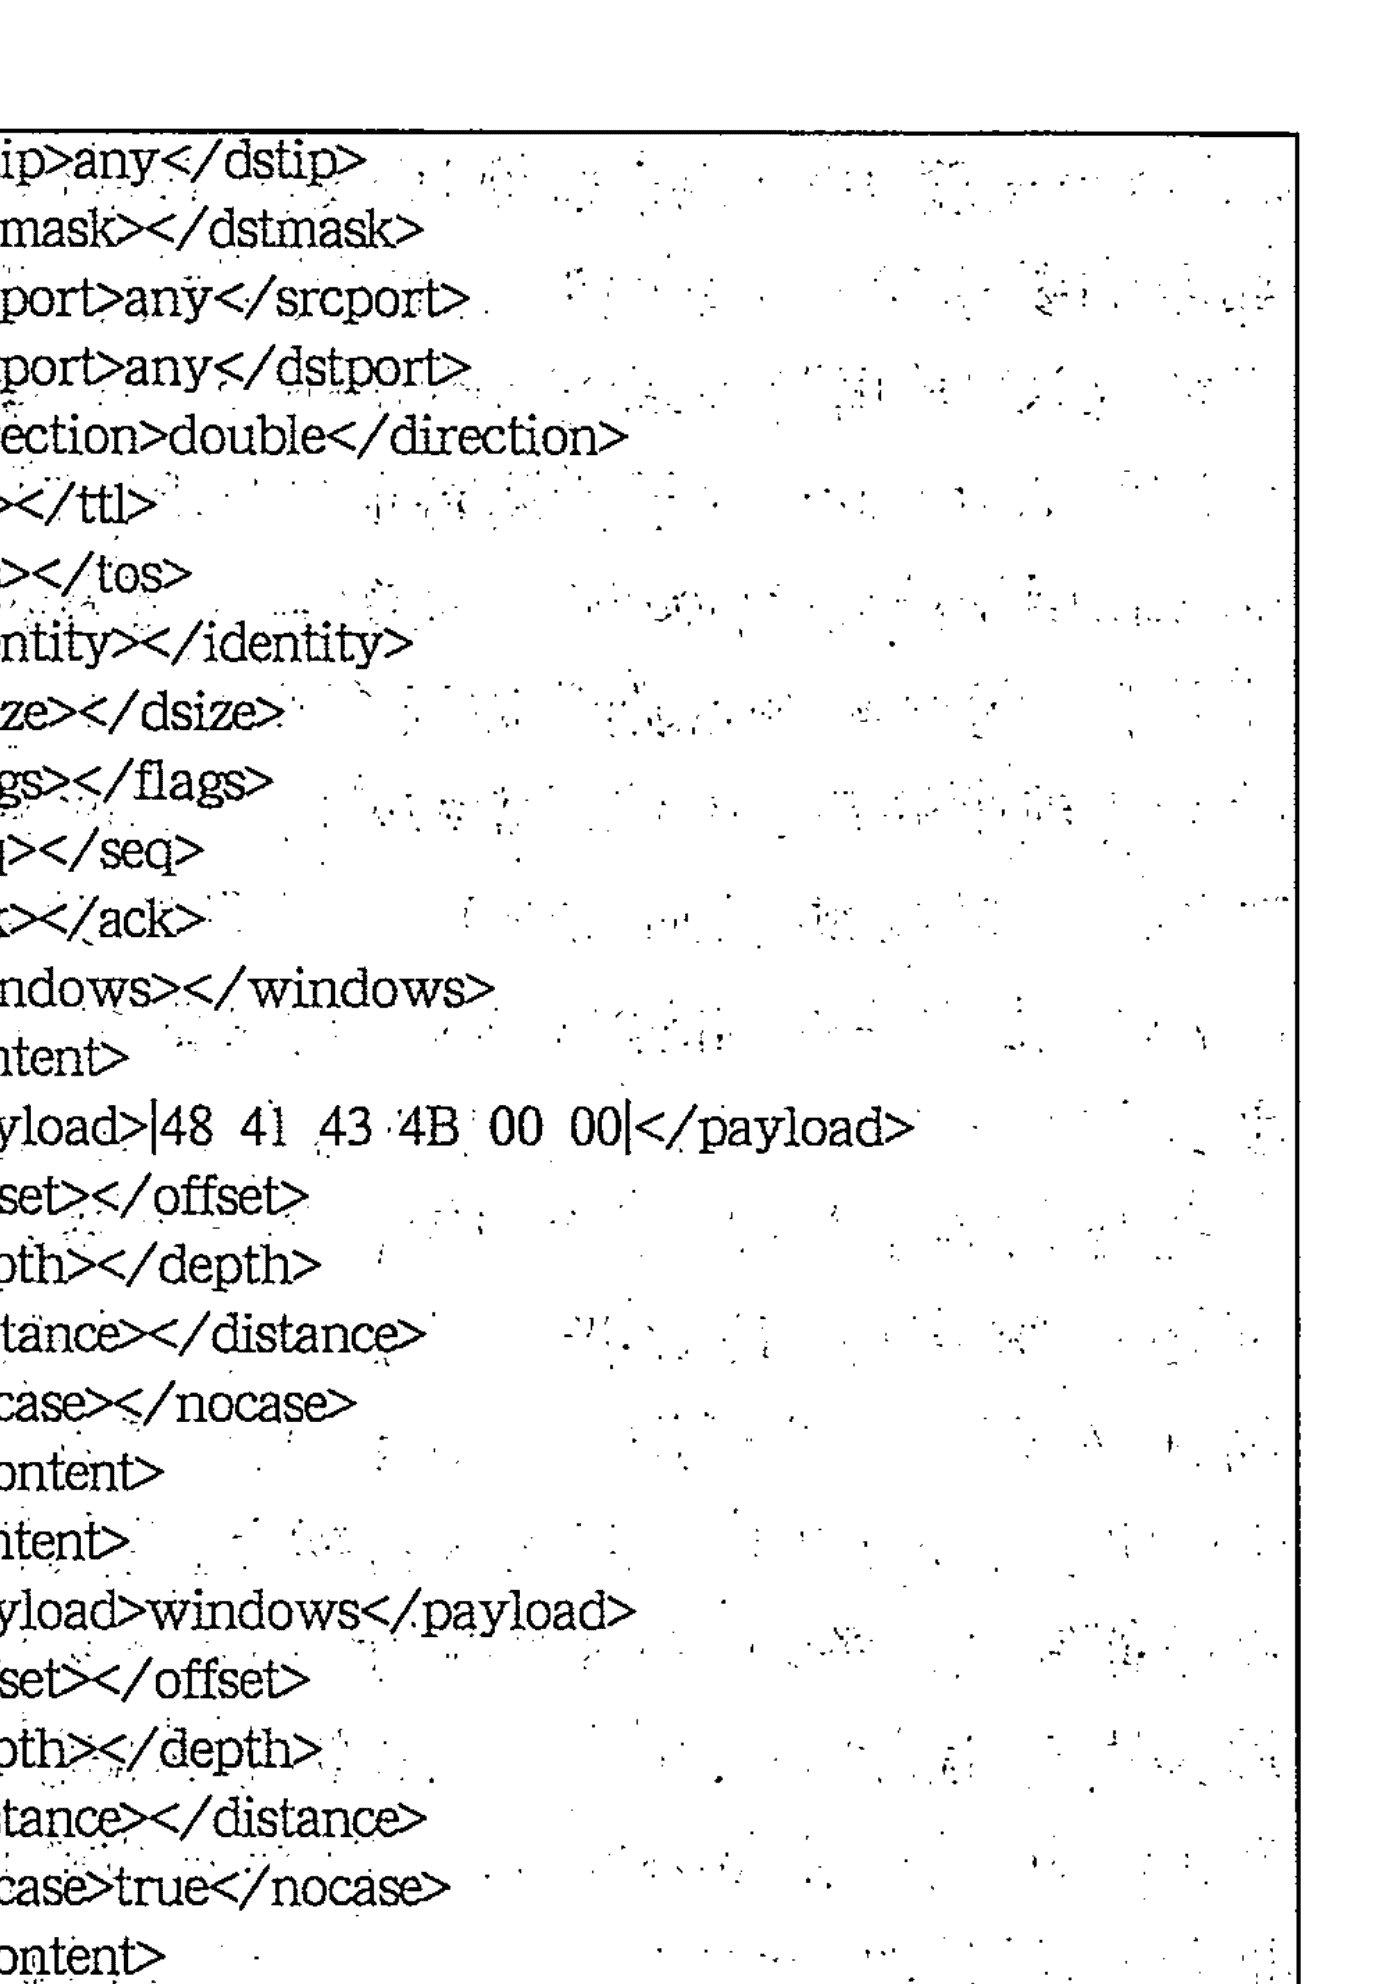 ip>any</dstip>
mask></dstmask>
port>any</srcport>
port>any</dstport>
ection>double</direction>
></ttl>
></tos>
ntity></identity>
ze></dsize>
gs></flags>
q></seq>
k></ack>
ndows></windows>
ntent>
yload>|48 41 43 4B 00 00|</payload>
set></offset>
pth></depth>
tance></distance>
case></nocase>
ontent>
ntent>
yload>windows</payload>
set></offset>
pth></depth>
tance></distance>
case>true</nocase>
ontent>